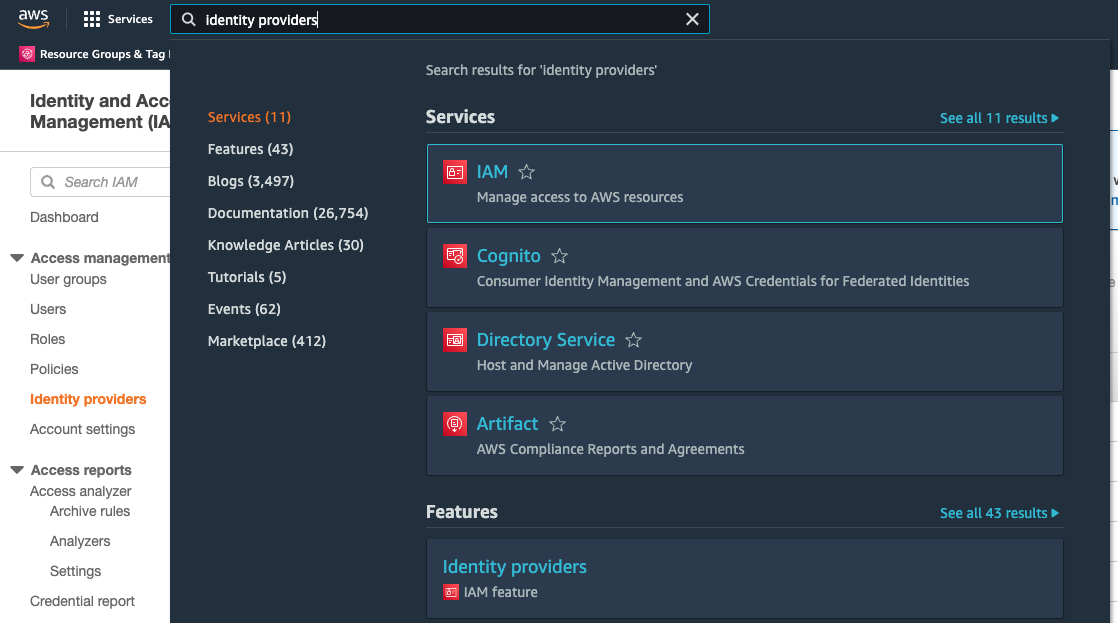 aws
Services
identity providers
Resource Groups & Tag
Identity and Acc
Management (IA
Search IAM
Dashboard
Access management
User groups
Users
Roles
Policies
Identity providers
Account settings
Access reports
Access analyzer
Archive rules
Analyzers
Settings
Credential report
Services (11)
Features (43)
Blogs (3,497)
Documentation (26,754)
Knowledge Articles (30)
Tutorials (5)
Events (62)
Marketplace (412)
Search results for 'identity providers'
Services
See all 11 results
IAM
Manage access to AWS resources
Cognito
Consumer Identity Management and AWS Credentials for Federated Identities
Directory Service
Host and Manage Active Directory
Artifact
AWS Compliance Reports and Agreements
Features
See all 43 results
Identity providers
IAM feature